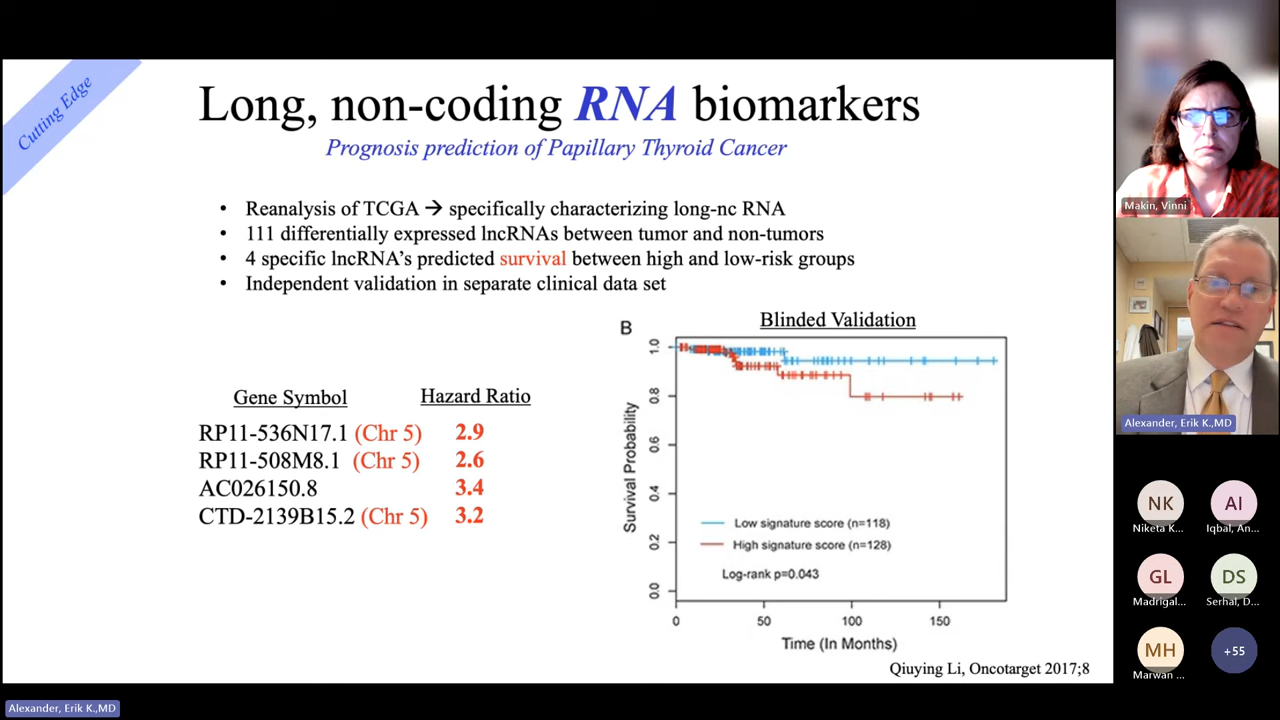 Cutting Edge
Long, non-coding RNA biomarkers
Prognosis prediction of Papillary Thyroid Cancer
• Reanalysis of TCGA → specifically characterizing long-nc RNA
• 111 differentially expressed lncRNAs between tumor and non-tumors
• 4 specific lncRNA's predicted survival between high and low-risk groups
• Independent validation in separate clinical data set
Gene Symbol Hazard Ratio
RP11-536N17.1 (Chr 5) 2.9
RP11-508M8.1 (Chr 5) 2.6
AC026150.8 3.4
CTD-2139B15.2 (Chr 5) 3.2
Blinded Validation
B
1.0
0.8
0.6
0.4
0.2
0.0
Survival Probability
Low signature score (n=118)
High signature score (n=128)
Log-rank p=0.043
0 50 100 150
Time (In Months)
Qiuying Li, Oncotarget 2017;8
Makin, Vinni
Alexander, Erik K.,MD
NK AI
Niketa K... Iqbal, An...
GL DS
Madrigal... Serhal, D...
MH +55
Marwan ...
Alexander, Erik K.,MD